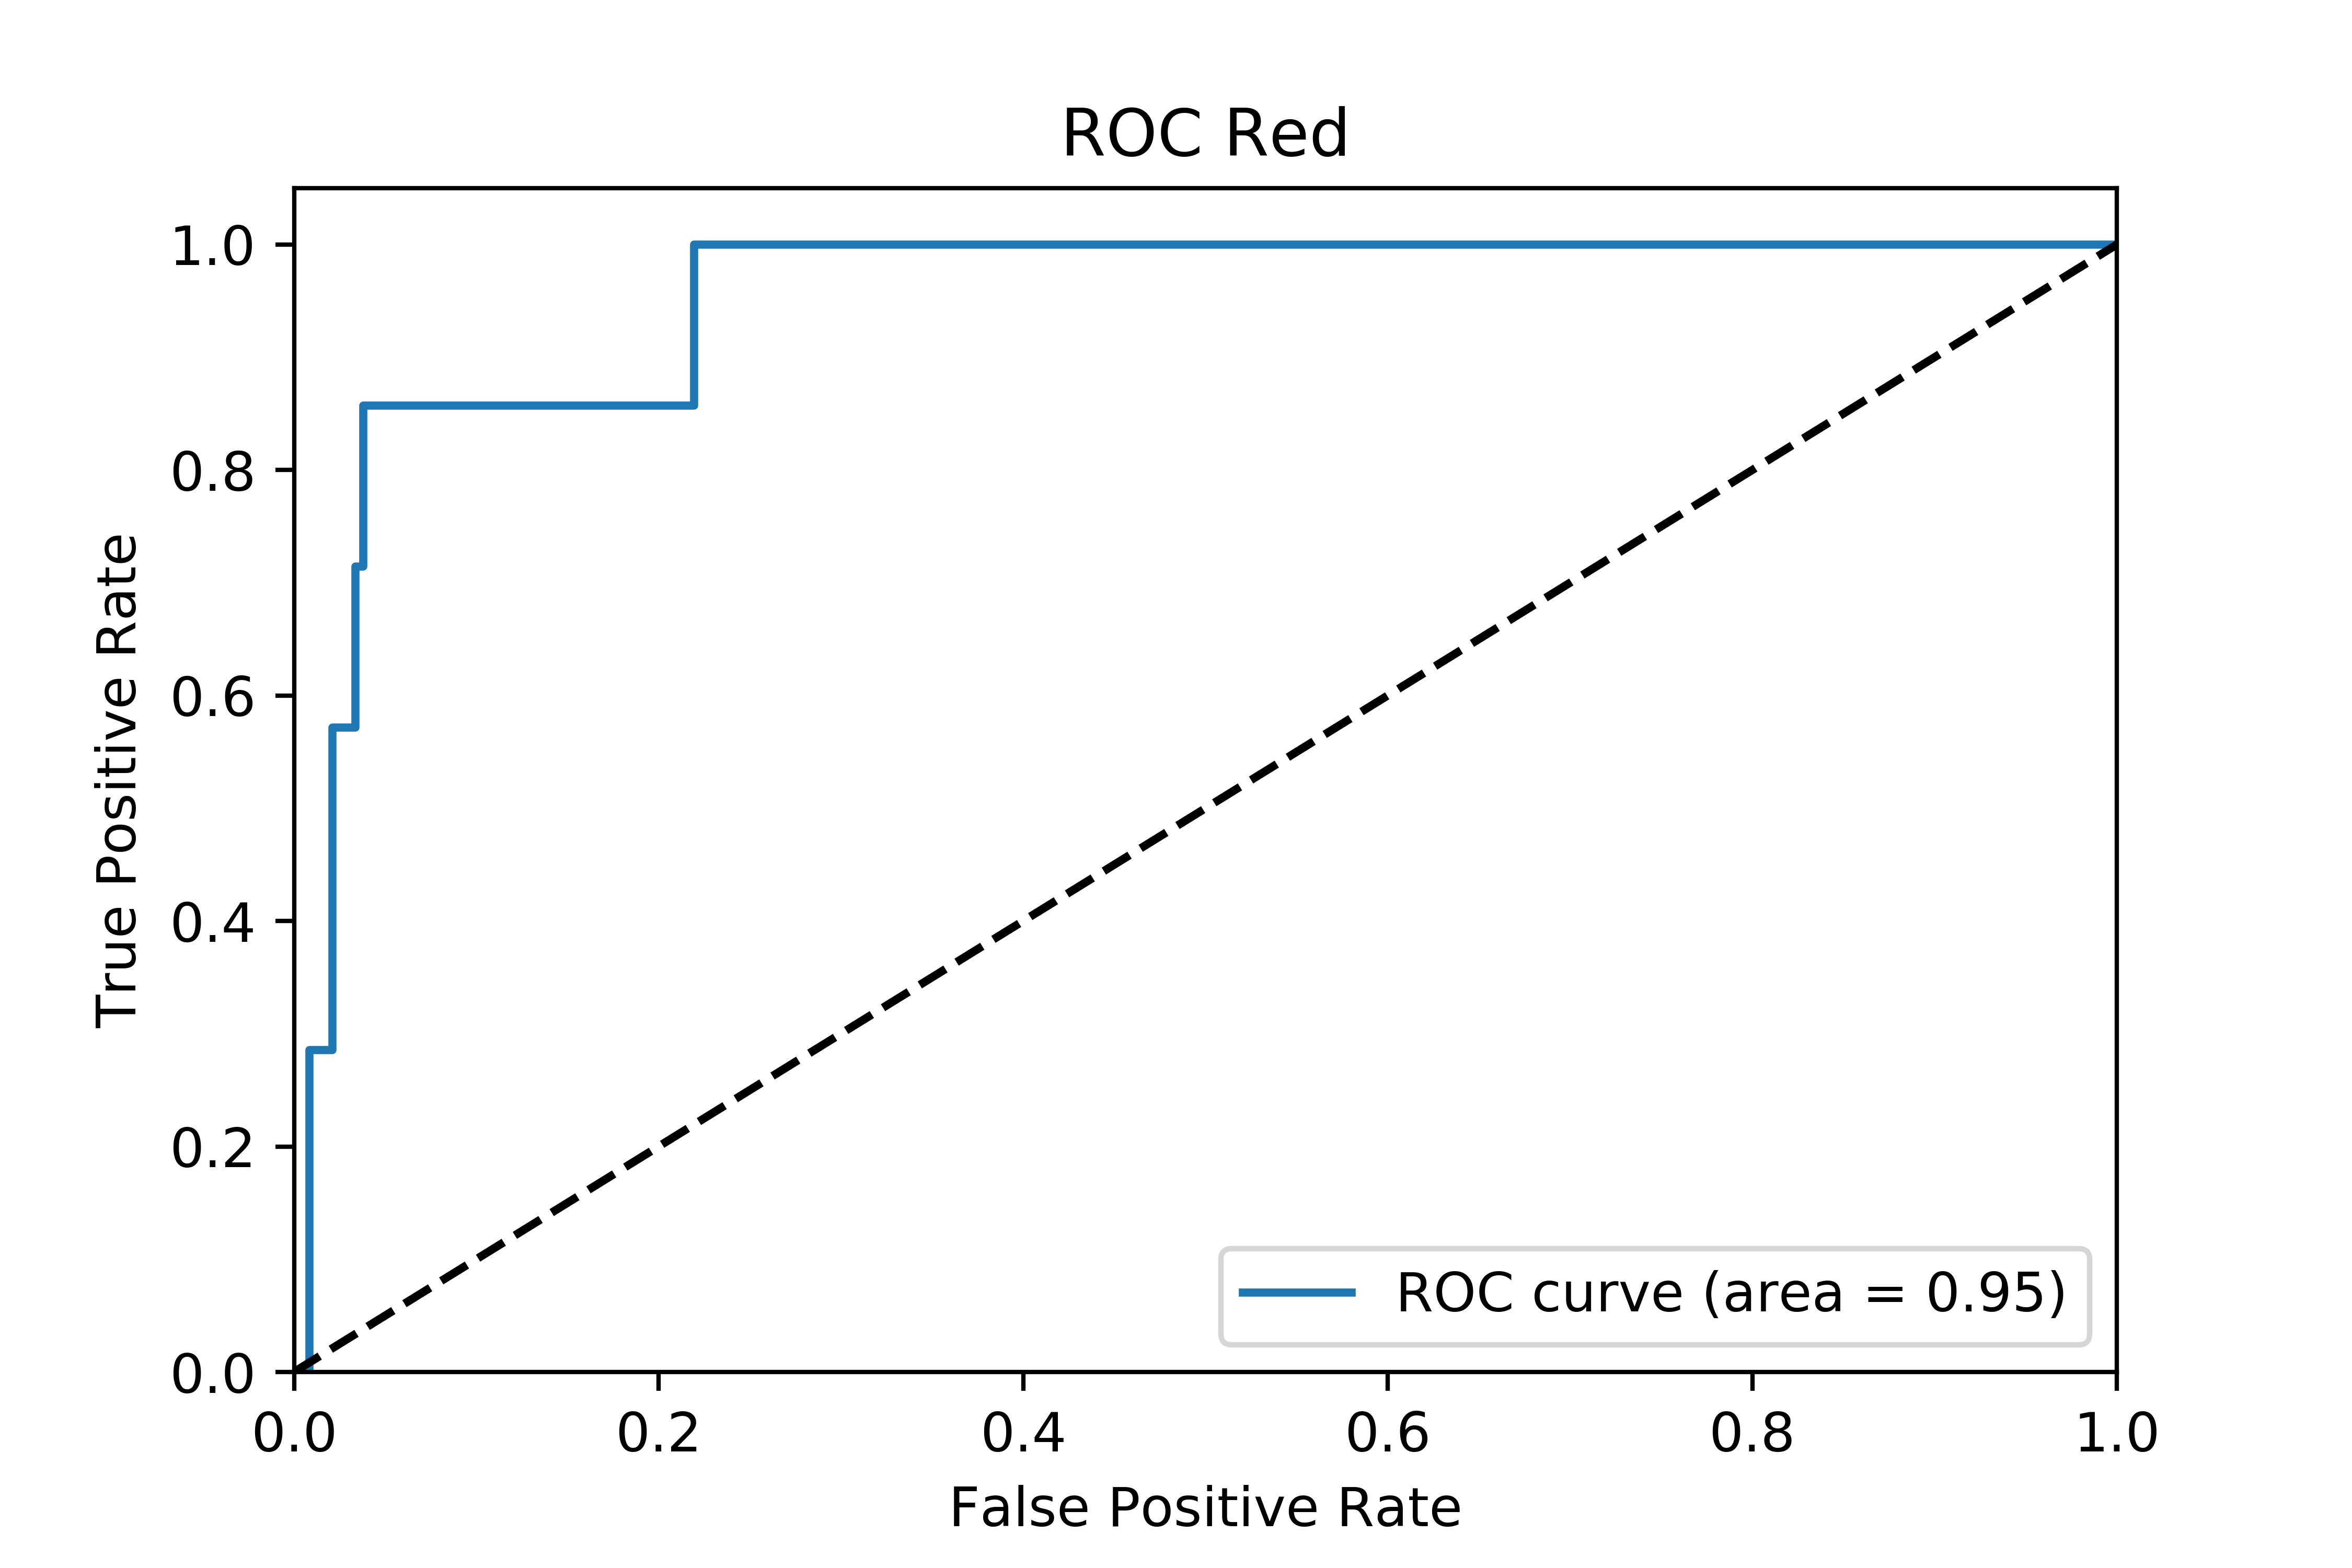 ROC Red
1.0
0.8
0.6
0.4
0.2
0.0
True Positive Rate
ROC curve (area = 0.95)
0.0 0.2 0.4 0.6 0.8 1.0
False Positive Rate